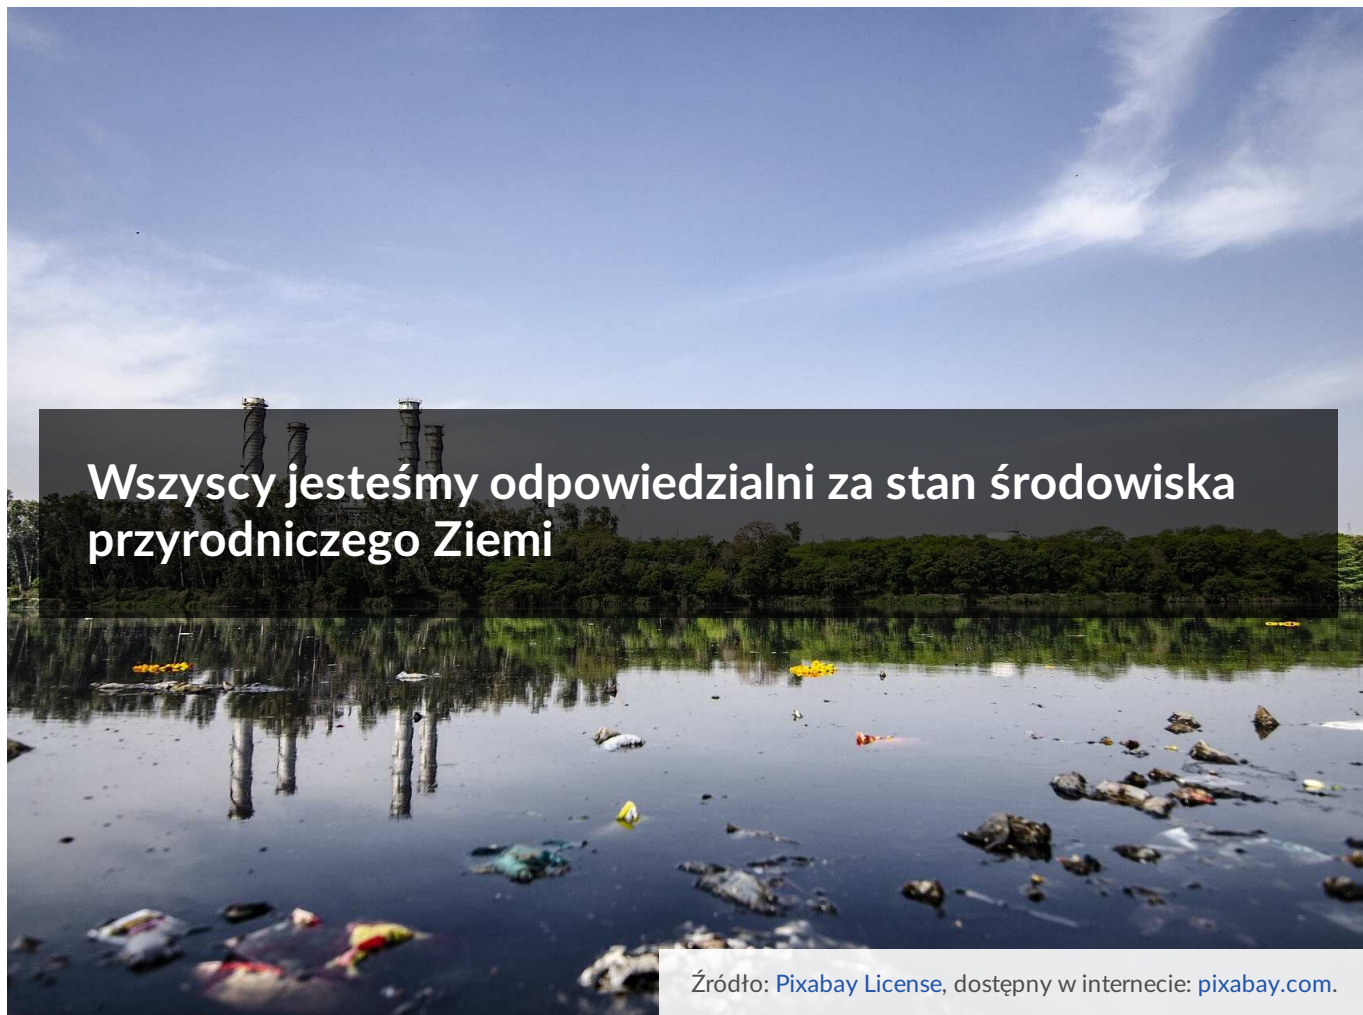 Wszyscy jesteśmy odpowiedzialni za stan środowiska
przyrodniczego Ziemi
Źródło: Pixabay License, dostępny w internecie: pixabay.com.